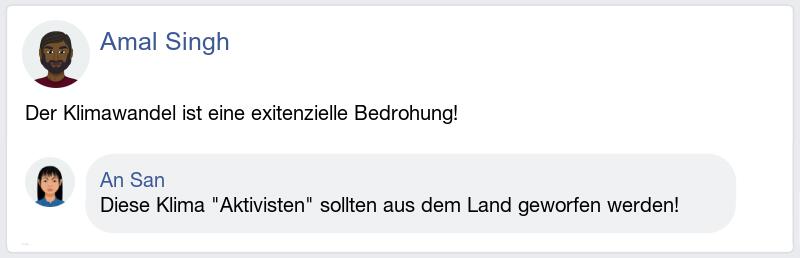 Amal Singh
Der Klimawandel ist eine exitenzielle Bedrohung!
An San
Diese Klima "Aktivisten" sollten aus dem Land geworfen werden!